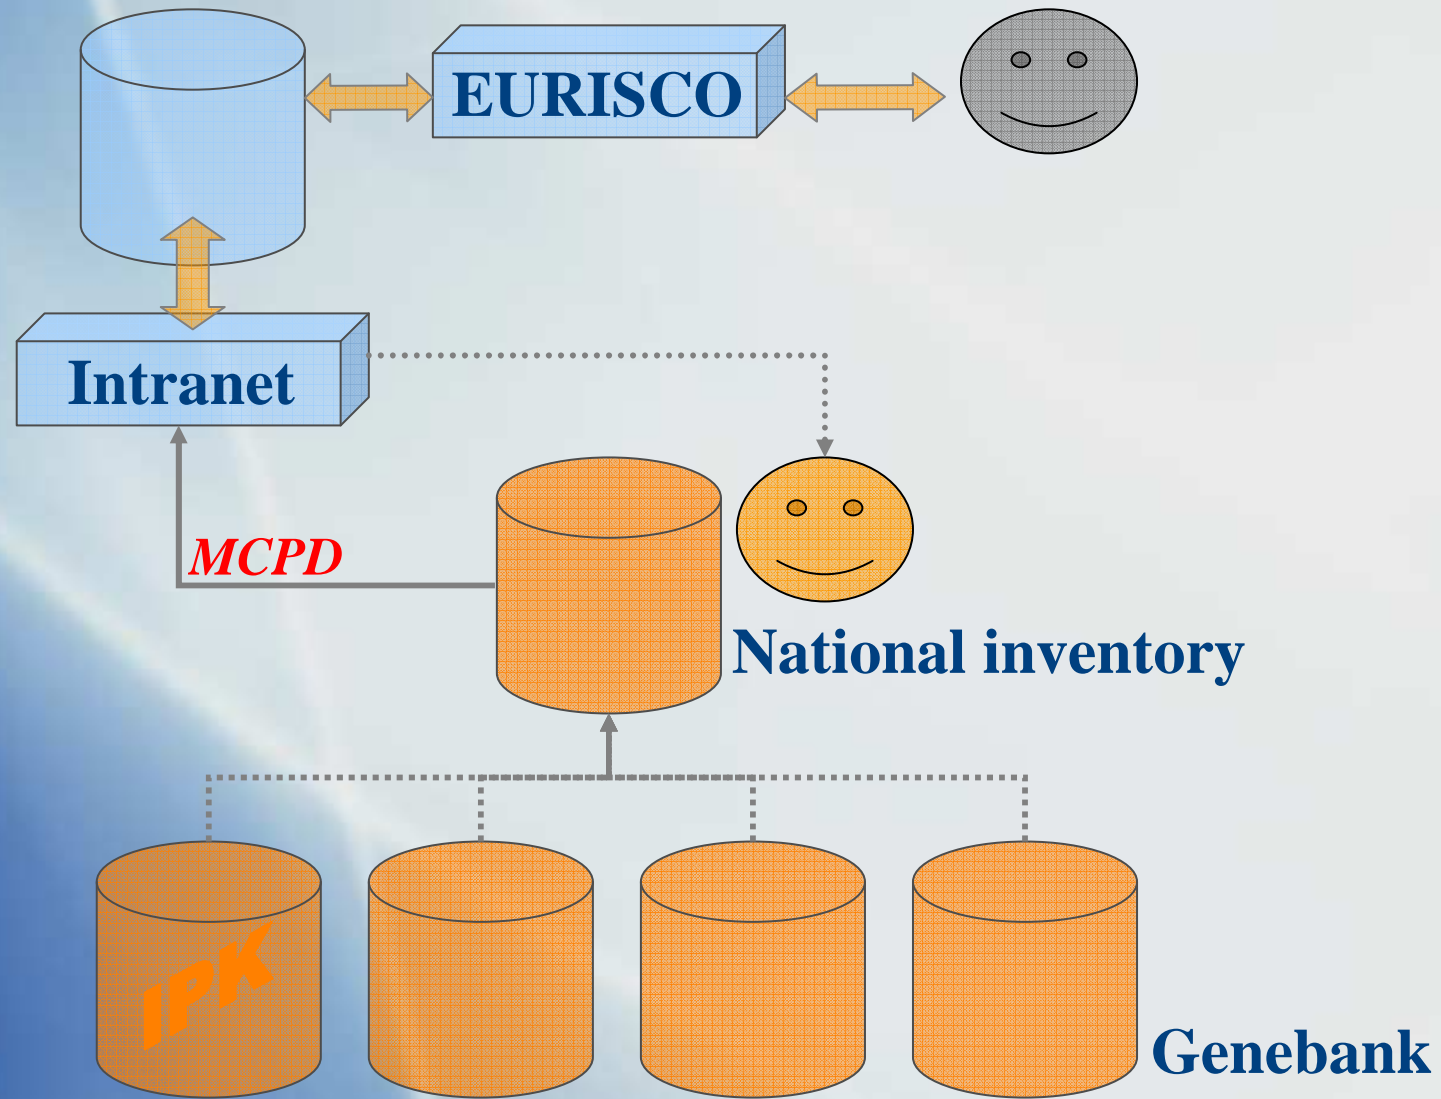 EURISCO
Intranet
MCPD
National inventory
IPK
Genebank